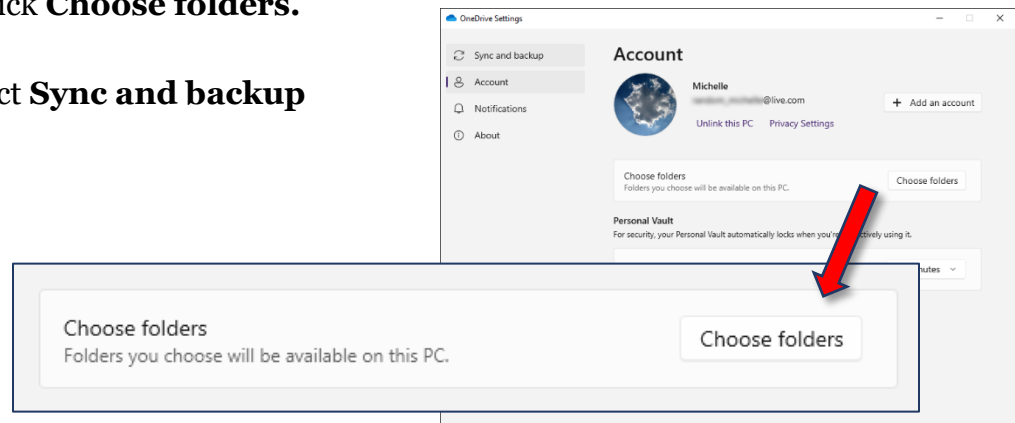 ick Choose folders.
ct Sync and backup
OneDrive Settings
Sync and backup
Account
Notifications
About
Account
Michelle
@live.com
Unlink this PC Privacy Settings
+ Add an account
Choose folders
Folders you choose will be available on this PC.
Choose folders
Personal Vault
For security, your Personal Vault automatically locks when you're using it.
Choose folders
Folders you choose will be available on this PC.
Choose folders